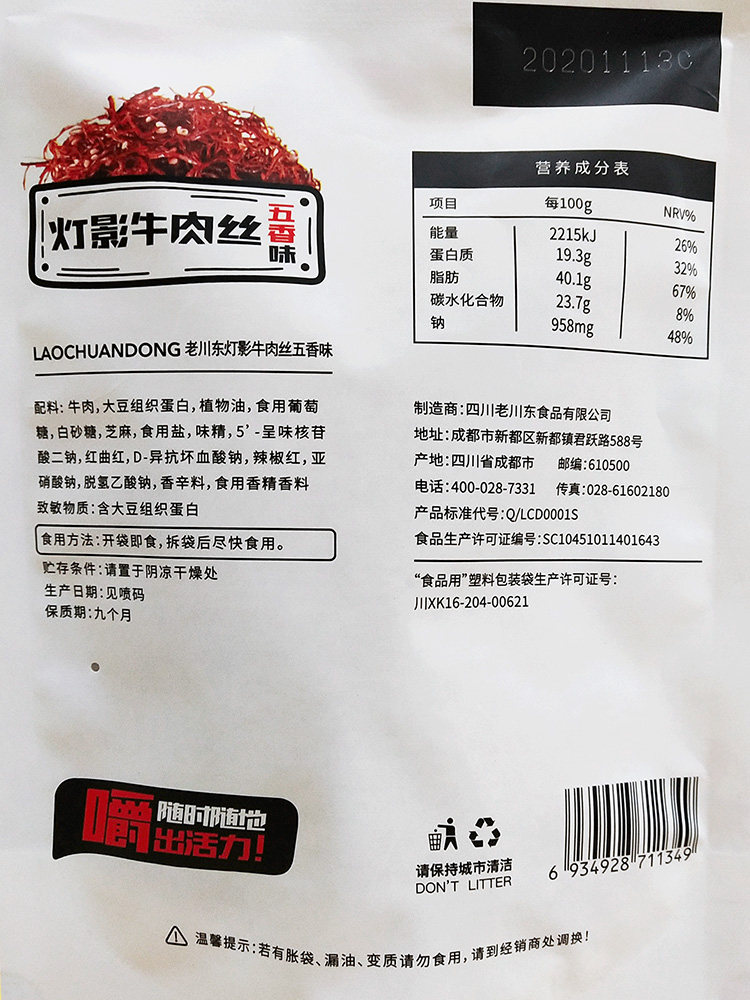 20201113C
灯影牛肉丝 五香味
LAOCHUANDONG 老川东灯影牛肉丝五香味
配料:牛肉,大豆组织蛋白,植物油,食用葡萄
糖,白砂糖,芝麻,食用盐,味精,5’-呈味核苷
酸二钠,红曲红,D-异抗坏血酸钠,辣椒红,亚
硝酸钠,脱氢乙酸钠,香辛料,食用香精香料
致敏物质:含大豆组织蛋白
食用方法:开袋即食,拆袋后尽快食用。
贮存条件:请置于阴凉干燥处
生产日期:见喷码
保质期:九个月
营养成分表
项目 每100g NRV%
能量 2215kJ 26%
蛋白质 19.3g 32%
脂肪 40.1g 67%
碳水化合物 23.7g 8%
钠 958mg 48%
制造商:四川老川东食品有限公司
地址:成都市新都区新都镇君跃路588号
产地:四川省成都市 邮编:610500
电话:400-028-7331 传真:028-61602180
产品标准代号:Q/LCD0001S
食品生产许可证编号:SC10451011401643
“食品用”塑料包装袋生产许可证号:
川XK16-204-00621
嚼 随时随地
出活力!
请保持城市清洁
DON'T LITTER
6 934928 711349
温馨提示:若有胀袋、漏油、变质请勿食用,请到经销商处调换!